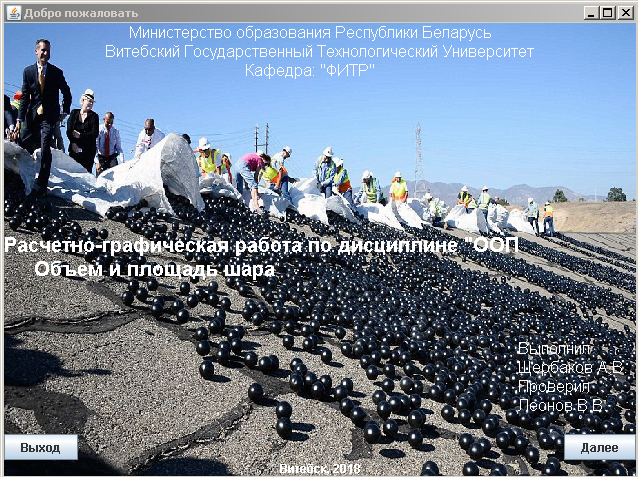 Добро пожаловать
Министерство образования Республики Беларусь
Витебский Государственный Технологический Университет
Кафедра: "ФИТР"
Расчетно-графическая работа по дисциплине "ООП
Объем и площадь шара
Выполнил:
Щербаков А.В.
Проверил:
Леонов В.В.
Выход
Далее
Витебск, 2016